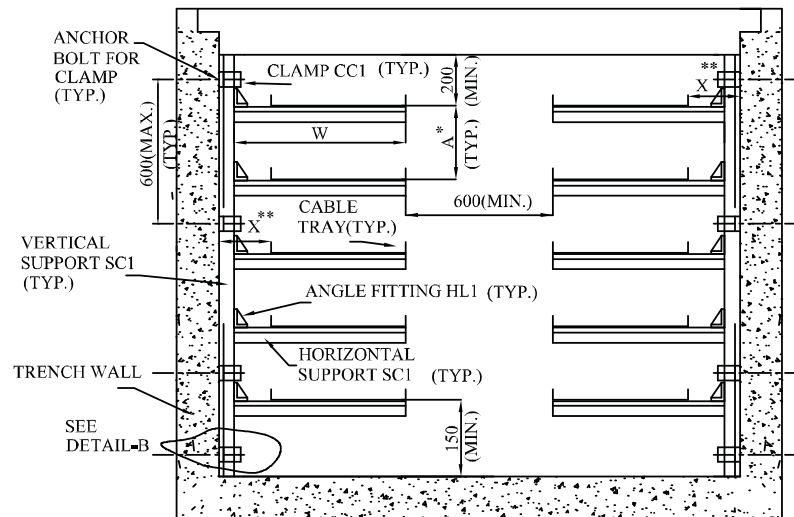 ANCHOR
BOLT FOR
CLAMP
(TYP.)
CLAMP CC1 (TYP.)
200
(MIN.)
**
X
600(MAX.)
(TYP.)
W
A*
(TYP.)
600(MIN.)
X**
CABLE
TRAY(TYP.)
VERTICAL
SUPPORT SC1
(TYP.)
ANGLE FITTING HL1 (TYP.)
HORIZONTAL
SUPPORT SC1 (TYP.)
TRENCH WALL
SEE
DETAIL-B
150
(MIN.)